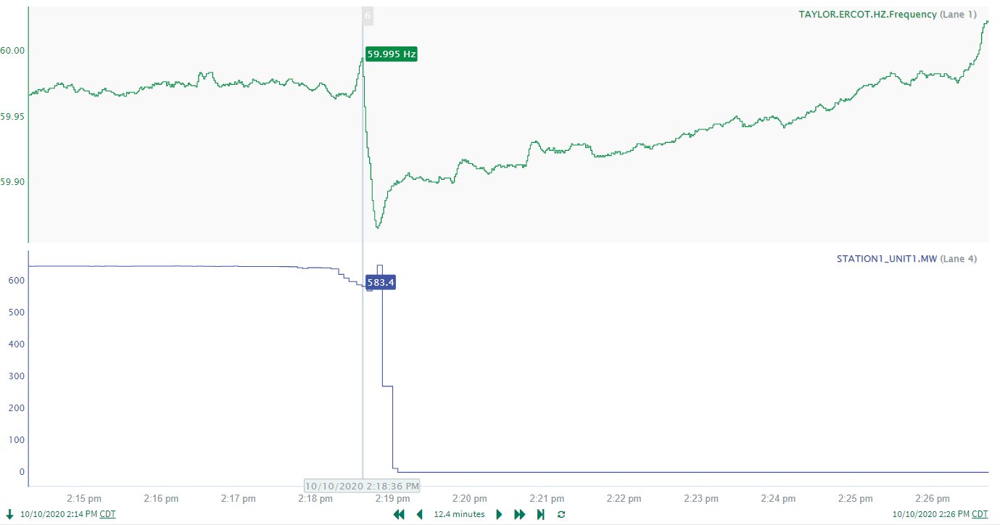 6
TAYLOR.ERCOT.HZ.Frequency (Lane 1)
60.00
59.995 Hz
59.95
59.90
STATION1_UNIT1.MW (Lane 4)
600
583.4
500
400
300
200
100
0
10/10/2020 2:18:36 PM
2:15 pm 2:16 pm 2:17 pm 2:18 pm 2:19 pm 2:20 pm 2:21 pm 2:22 pm 2:23 pm 2:24 pm 2:25 pm 2:26 pm
10/10/2020 2:14 PM CDT 12.4 minutes 10/10/2020 2:26 PM CDT